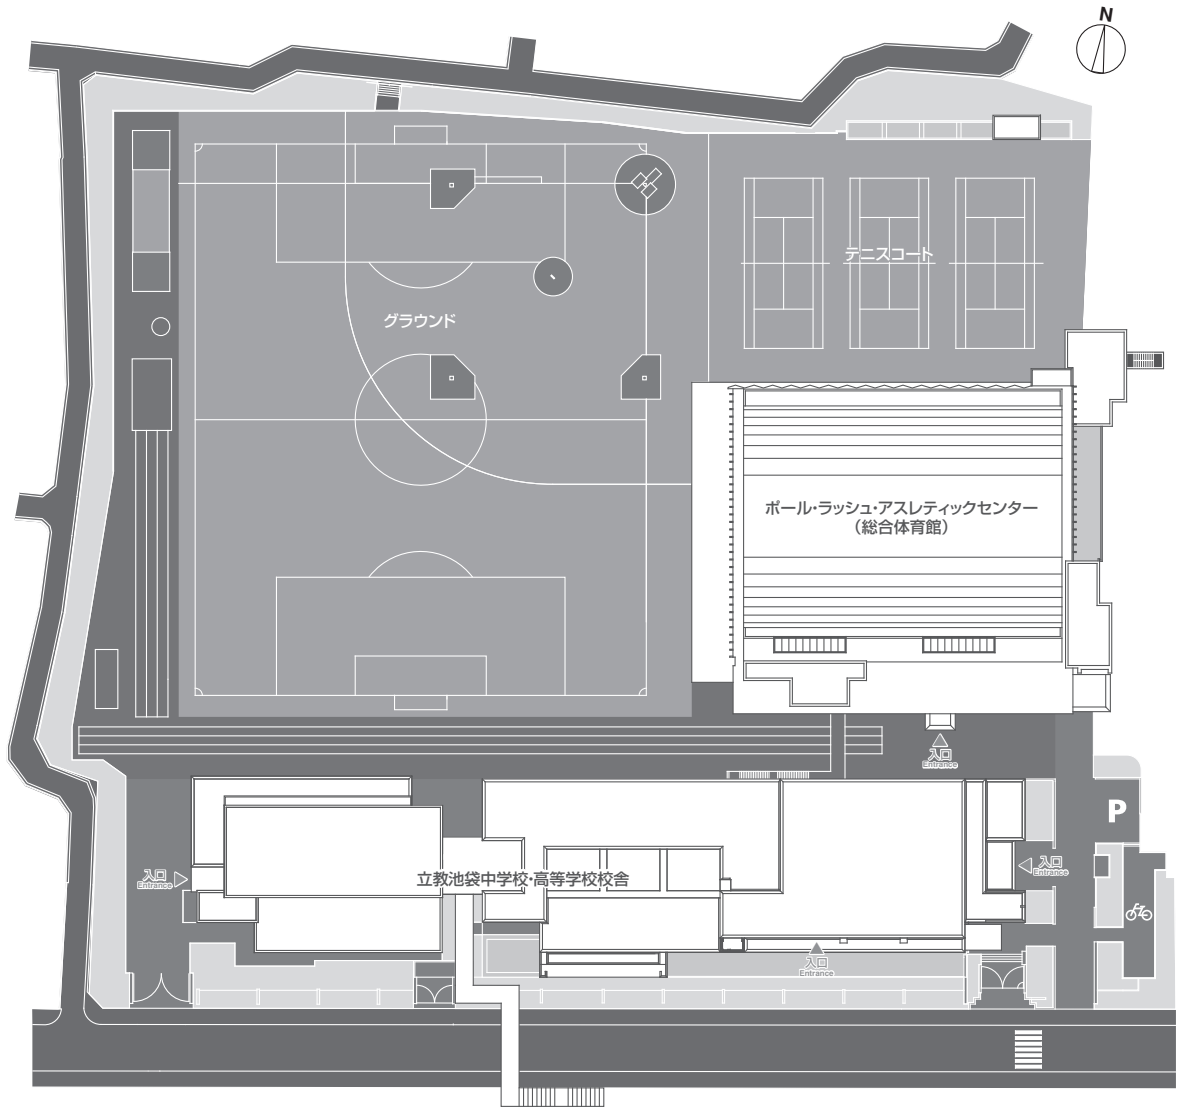 N
テニスコート
グラウンド
ポール・ラッシュ・アスレティックセンター
(総合体育館)
入口
Entrance
P
入口
Entrance
立教池袋中学校・高等学校校舎
入口
Entrance
入口
Entrance